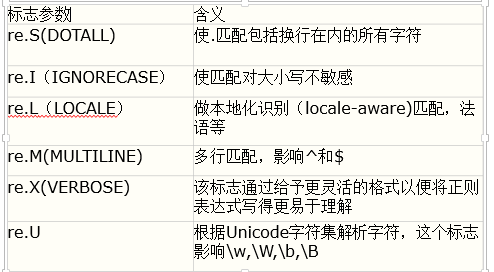 标志参数 含义
re.S(DOTALL) 使.匹配包括换行在内的所有字符
re.I（IGNORECASE） 使匹配对大小写不敏感
re.L（LOCALE） 做本地化识别（locale-aware)匹配，法
语等
re.M(MULTILINE) 多行匹配，影响^和$
re.X(VERBOSE) 该标志通过给予更灵活的格式以便将正则
表达式写得更易于理解
re.U 根据Unicode字符集解析字符，这个标志
影响\w,\W,\b,\B